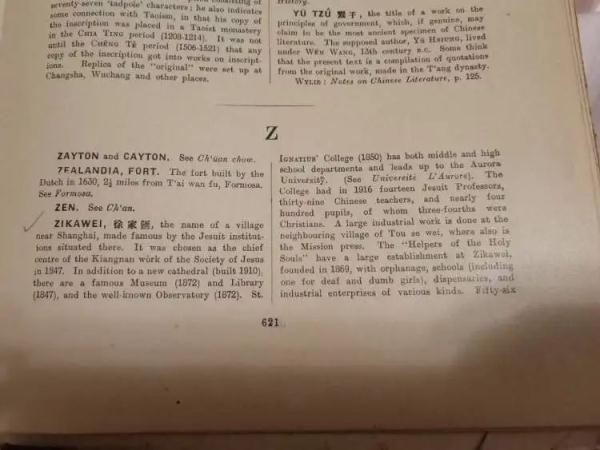 seventy-seven 'tadpole' characters; he also indicates
some connection with Taoism, in that his copy of
the inscription was placed in a Taoist monastery
in the CHIA TING period (1208-1214). It was not
until the CHÊNG TÊ period (1506-1521) that any
copy of the inscription got into works on inscript-
ions. Replica of the "original" were set up at
Changsha, Wuchang and other places.
History.
YÜ TZŬ 鬻子, the title of a work on the
principles of government, which, if genuine, may
claim to be the most ancient specimen of Chinese
literature. The supposed author, YÜ HSIUNG, lived
under WÊN WANG, 13th century B.C. Some think
that the present text is a compilation of quotations
from the original work, made in the T'ang dynasty.
WYLIE: Notes on Chinese Literature, p. 125.
Z
ZAYTON and CAYTON. See Ch'üan chow.
ZEALANDIA, FORT. The fort built by the
Dutch in 1630, 2½ miles from T'ai wan fu, Formosa.
See Formosa.
ZEN. See Ch'an.
ZIKAWEI, 徐家匯, the name of a village
near Shanghai, made famous by the Jesuit institut-
ions situated there. It was chosen as the chief
centre of the Kiangnan work of the Society of Jesus
in 1847. In addition to a new cathedral (built 1910),
there are a famous Museum (1872) and Library
(1847), and the well-known Observatory (1872). St.
IGNATIUS' College (1850) has both middle and high
school departments and leads up to the Aurora
University. (See Université L'Aurore). The
College had in 1916 fourteen Jesuit Professors,
thirty-nine Chinese teachers, and nearly four
hundred pupils, of whom three-fourths were
Christians. A large industrial work is done at the
neighbouring village of Tou se wei, where also is
the Mission press. The "Helpers of the Holy
Souls" have a large establishment at Zikawei,
founded in 1869, with orphanage, schools (including
one for deaf and dumb girls), dispensaries, and
industrial enterprises of various kinds. Fifty-six
621